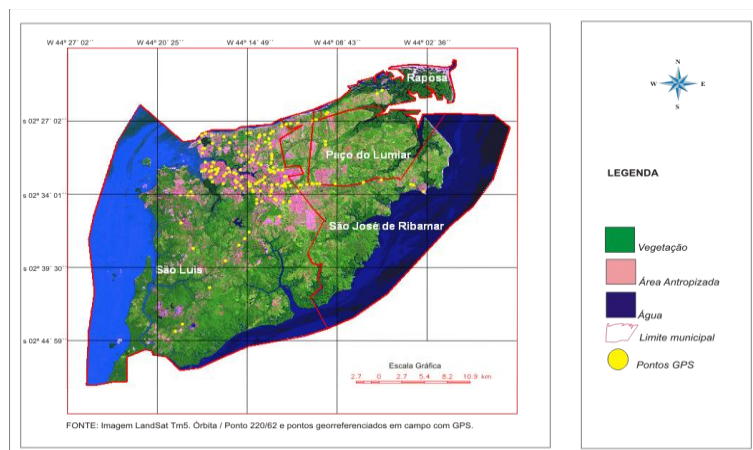 W 44º 27 02´´ W 44º 20´25´´ W 44º 14´49´´ W 44º 08´43´´ W 44º 02´36´´
Raposa
s 02º 27´02´´
Paço do Lumiar
s 02º 34´01´´
São José de Ribamar
s 02º 39´30´´
São Luis
s 02º 44´59´´
Escala Gráfica
2.7 0 2.7 5.4 8.2 10.9 km
FONTE: Imagem LandSat Tm5. Órbita / Ponto 220/62 e pontos georreferenciados em campo com GPS.
N
W E
S
LEGENDA
Vegetação
Área Antropizada
Água
Limite municipal
Pontos GPS